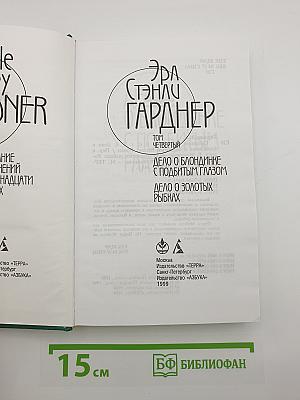 le
ЭРЛ
СТЭНЛИ
ГАРДНЕР
ТОМ
ЧЕТВЕРТЫЙ
ДЕЛО О БЛОНДИНКЕ
С ПОДБИТЫМ ГЛАЗОМ
ДЕЛО О ЗОЛОТЫХ
РЫБКАХ
Москва
Издательство «ТЕРРА»
Санкт-Петербург
Издательство «АЗБУКА»
1999
15 см
БФ БИБЛИОФАН